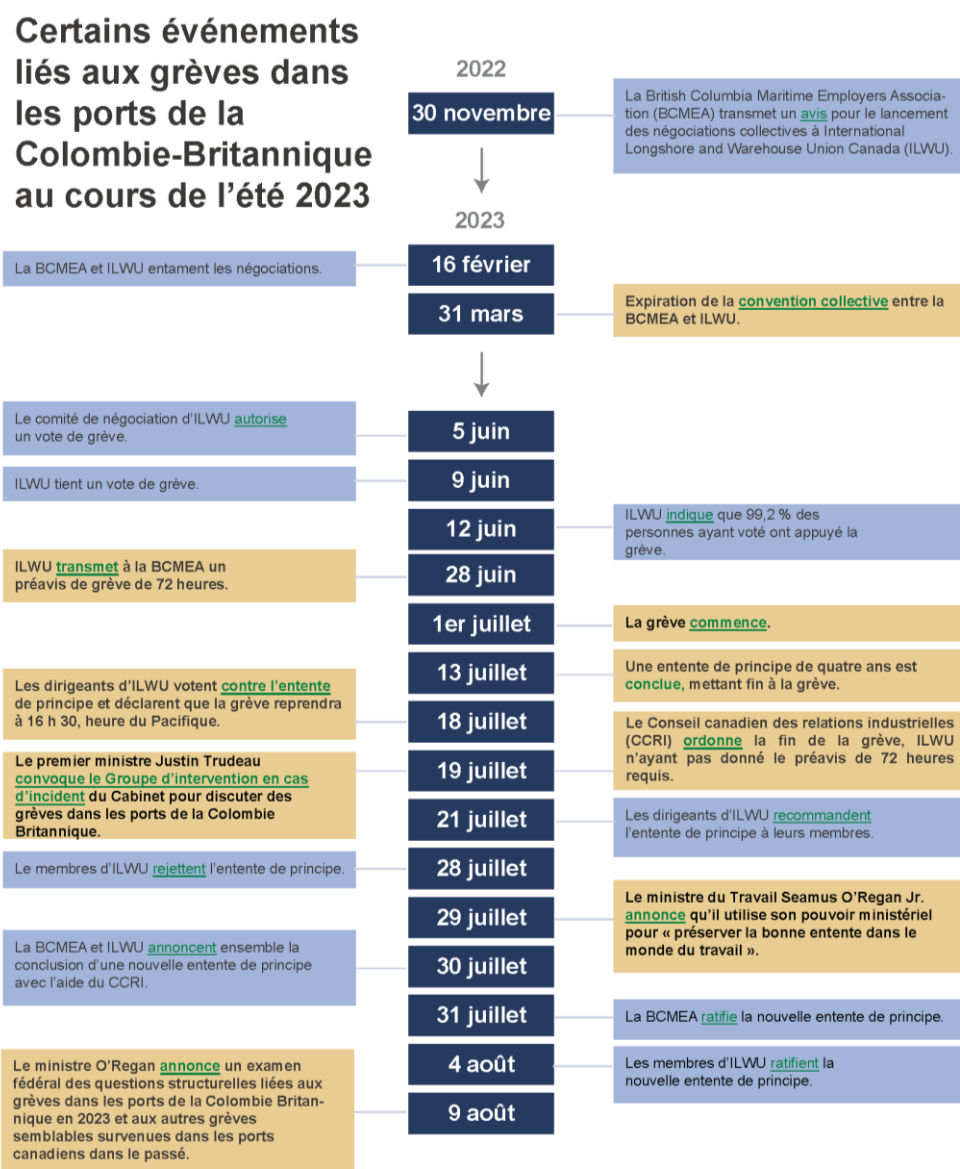 Certains événements
liés aux grèves dans
les ports de la
Colombie-Britannique
au cours de l’été 2023
2022
30 novembre
La British Columbia Maritime Employers Associa-
tion (BCMEA) transmet un avis pour le lancement
des négociations collectives à International
Longshore and Warehouse Union Canada (ILWU).
2023
16 février
La BCMEA et ILWU entament les négociations.
31 mars
Expiration de la convention collective entre la
BCMEA et ILWU.
5 juin
Le comité de négociation d’ILWU autorise
un vote de grève.
9 juin
ILWU tient un vote de grève.
12 juin
ILWU indique que 99,2 % des
personnes ayant voté ont appuyé la
grève.
28 juin
ILWU transmet à la BCMEA un
préavis de grève de 72 heures.
1er juillet
La grève commence.
13 juillet
Une entente de principe de quatre ans est
conclue, mettant fin à la grève.
18 juillet
Les dirigeants d’ILWU votent contre l’entente
de principe et déclarent que la grève reprendra
à 16 h 30, heure du Pacifique.
Le Conseil canadien des relations industrielles
(CCRI) ordonne la fin de la grève, ILWU
n’ayant pas donné le préavis de 72 heures
requis.
19 juillet
Le premier ministre Justin Trudeau
convoque le Groupe d’intervention en cas
d’incident du Cabinet pour discuter des
grèves dans les ports de la Colombie
Britannique.
21 juillet
Les dirigeants d’ILWU recommandent
l’entente de principe à leurs membres.
28 juillet
Le membres d’ILWU rejettent l’entente de principe.
29 juillet
Le ministre du Travail Seamus O’Regan Jr.
annonce qu’il utilise son pouvoir ministériel
pour « préserver la bonne entente dans le
monde du travail ».
30 juillet
La BCMEA et ILWU annoncent ensemble la
conclusion d’une nouvelle entente de principe
avec l’aide du CCRI.
31 juillet
La BCMEA ratifie la nouvelle entente de principe.
4 août
Les membres d’ILWU ratifient la
nouvelle entente de principe.
9 août
Le ministre O’Regan annonce un examen
fédéral des questions structurelles liées aux
grèves dans les ports de la Colombie Britan-
nique en 2023 et aux autres grèves
semblables survenues dans les ports
canadiens dans le passé.